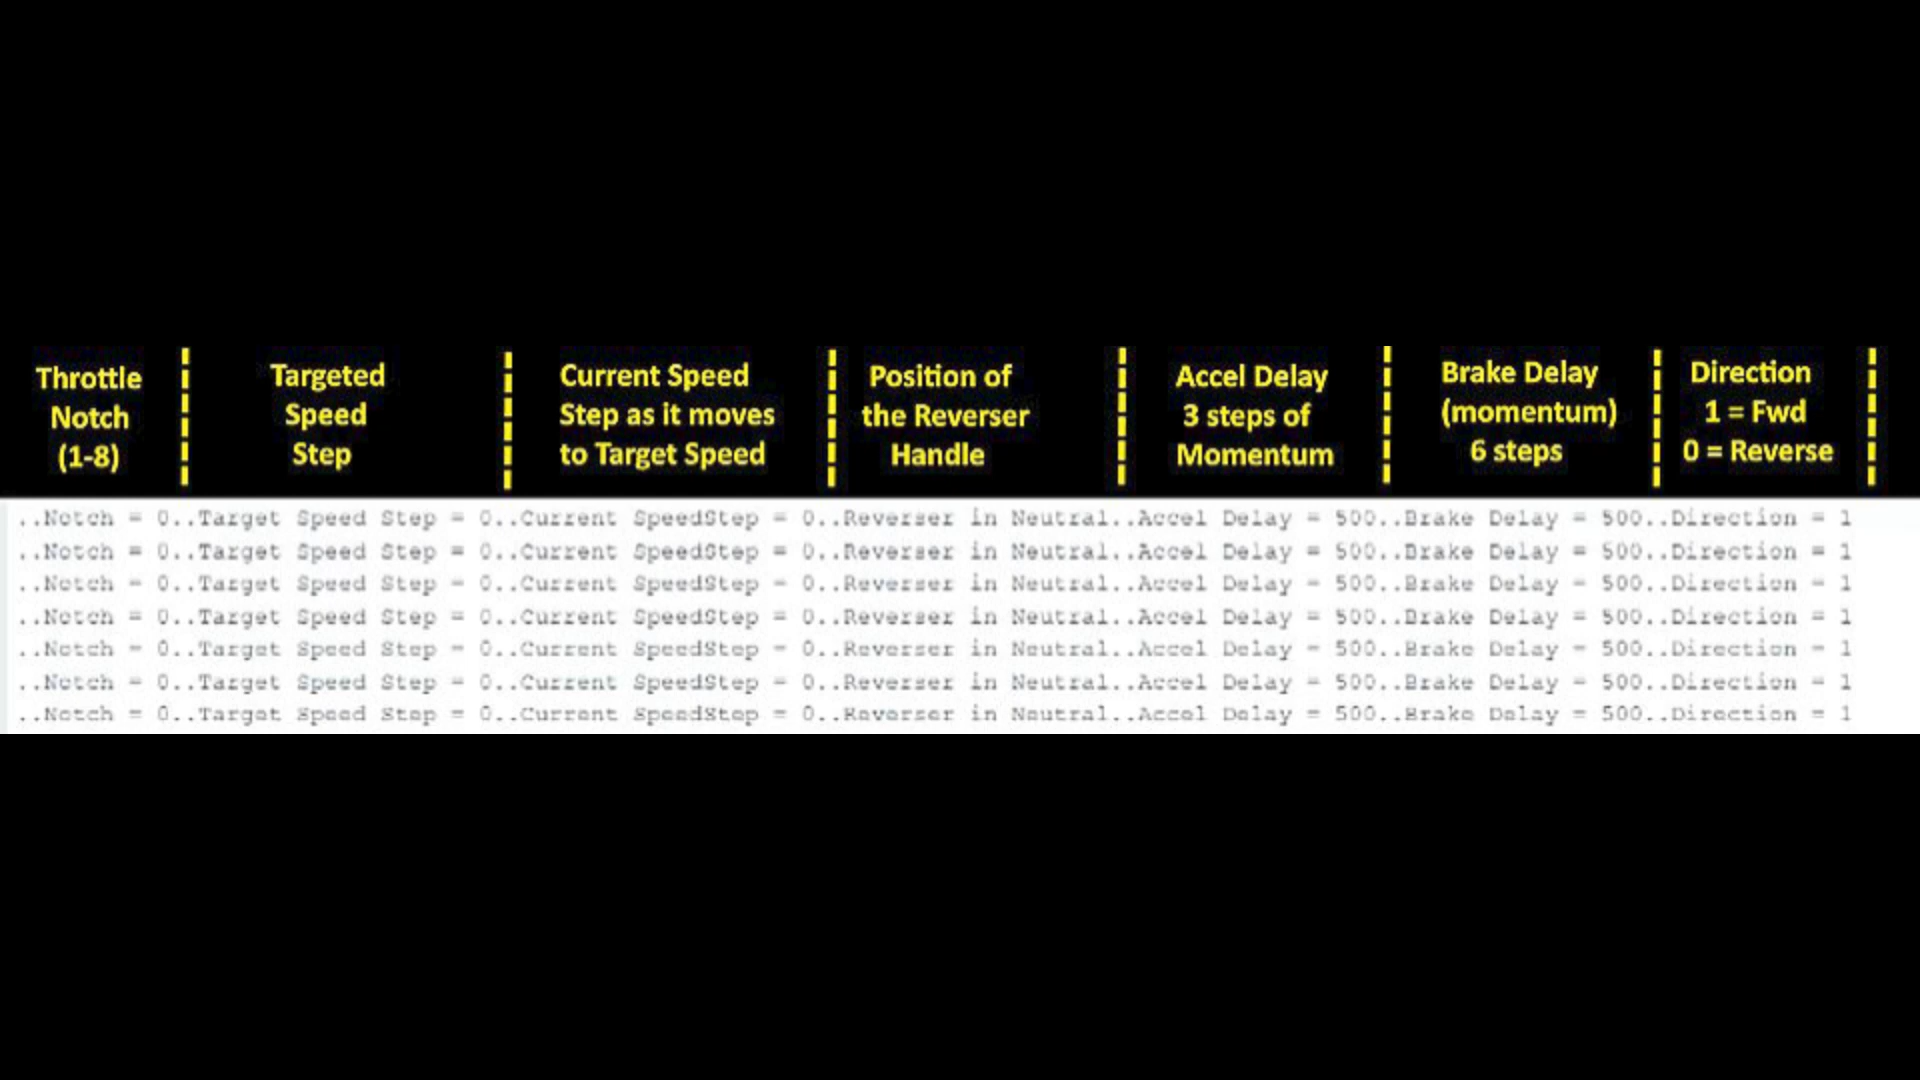 Throttle
Notch
(1-8)
Targeted
Speed
Step
Current Speed
Step as it moves
to Target Speed
Position of
the Reverser
Handle
Accel Delay
3 steps of
Momentum
Brake Delay
(momentum)
6 steps
Direction
1 = Fwd
0 = Reverse
..Notch = 0..Target Speed Step = 0..Current SpeedStep = 0..Reverser in Neutral..Accel Delay = 500..Brake Delay = 500..Direction = 1
..Notch = 0..Target Speed Step = 0..Current SpeedStep = 0..Reverser in Neutral..Accel Delay = 500..Brake Delay = 500..Direction = 1
..Notch = 0..Target Speed Step = 0..Current SpeedStep = 0..Reverser in Neutral..Accel Delay = 500..Brake Delay = 500..Direction = 1
..Notch = 0..Target Speed Step = 0..Current SpeedStep = 0..Reverser in Neutral..Accel Delay = 500..Brake Delay = 500..Direction = 1
..Notch = 0..Target Speed Step = 0..Current SpeedStep = 0..Reverser in Neutral..Accel Delay = 500..Brake Delay = 500..Direction = 1
..Notch = 0..Target Speed Step = 0..Current SpeedStep = 0..Reverser in Neutral..Accel Delay = 500..Brake Delay = 500..Direction = 1
..Notch = 0..Target Speed Step = 0..Current SpeedStep = 0..Reverser in Neutral..Accel Delay = 500..Brake Delay = 500..Direction = 1